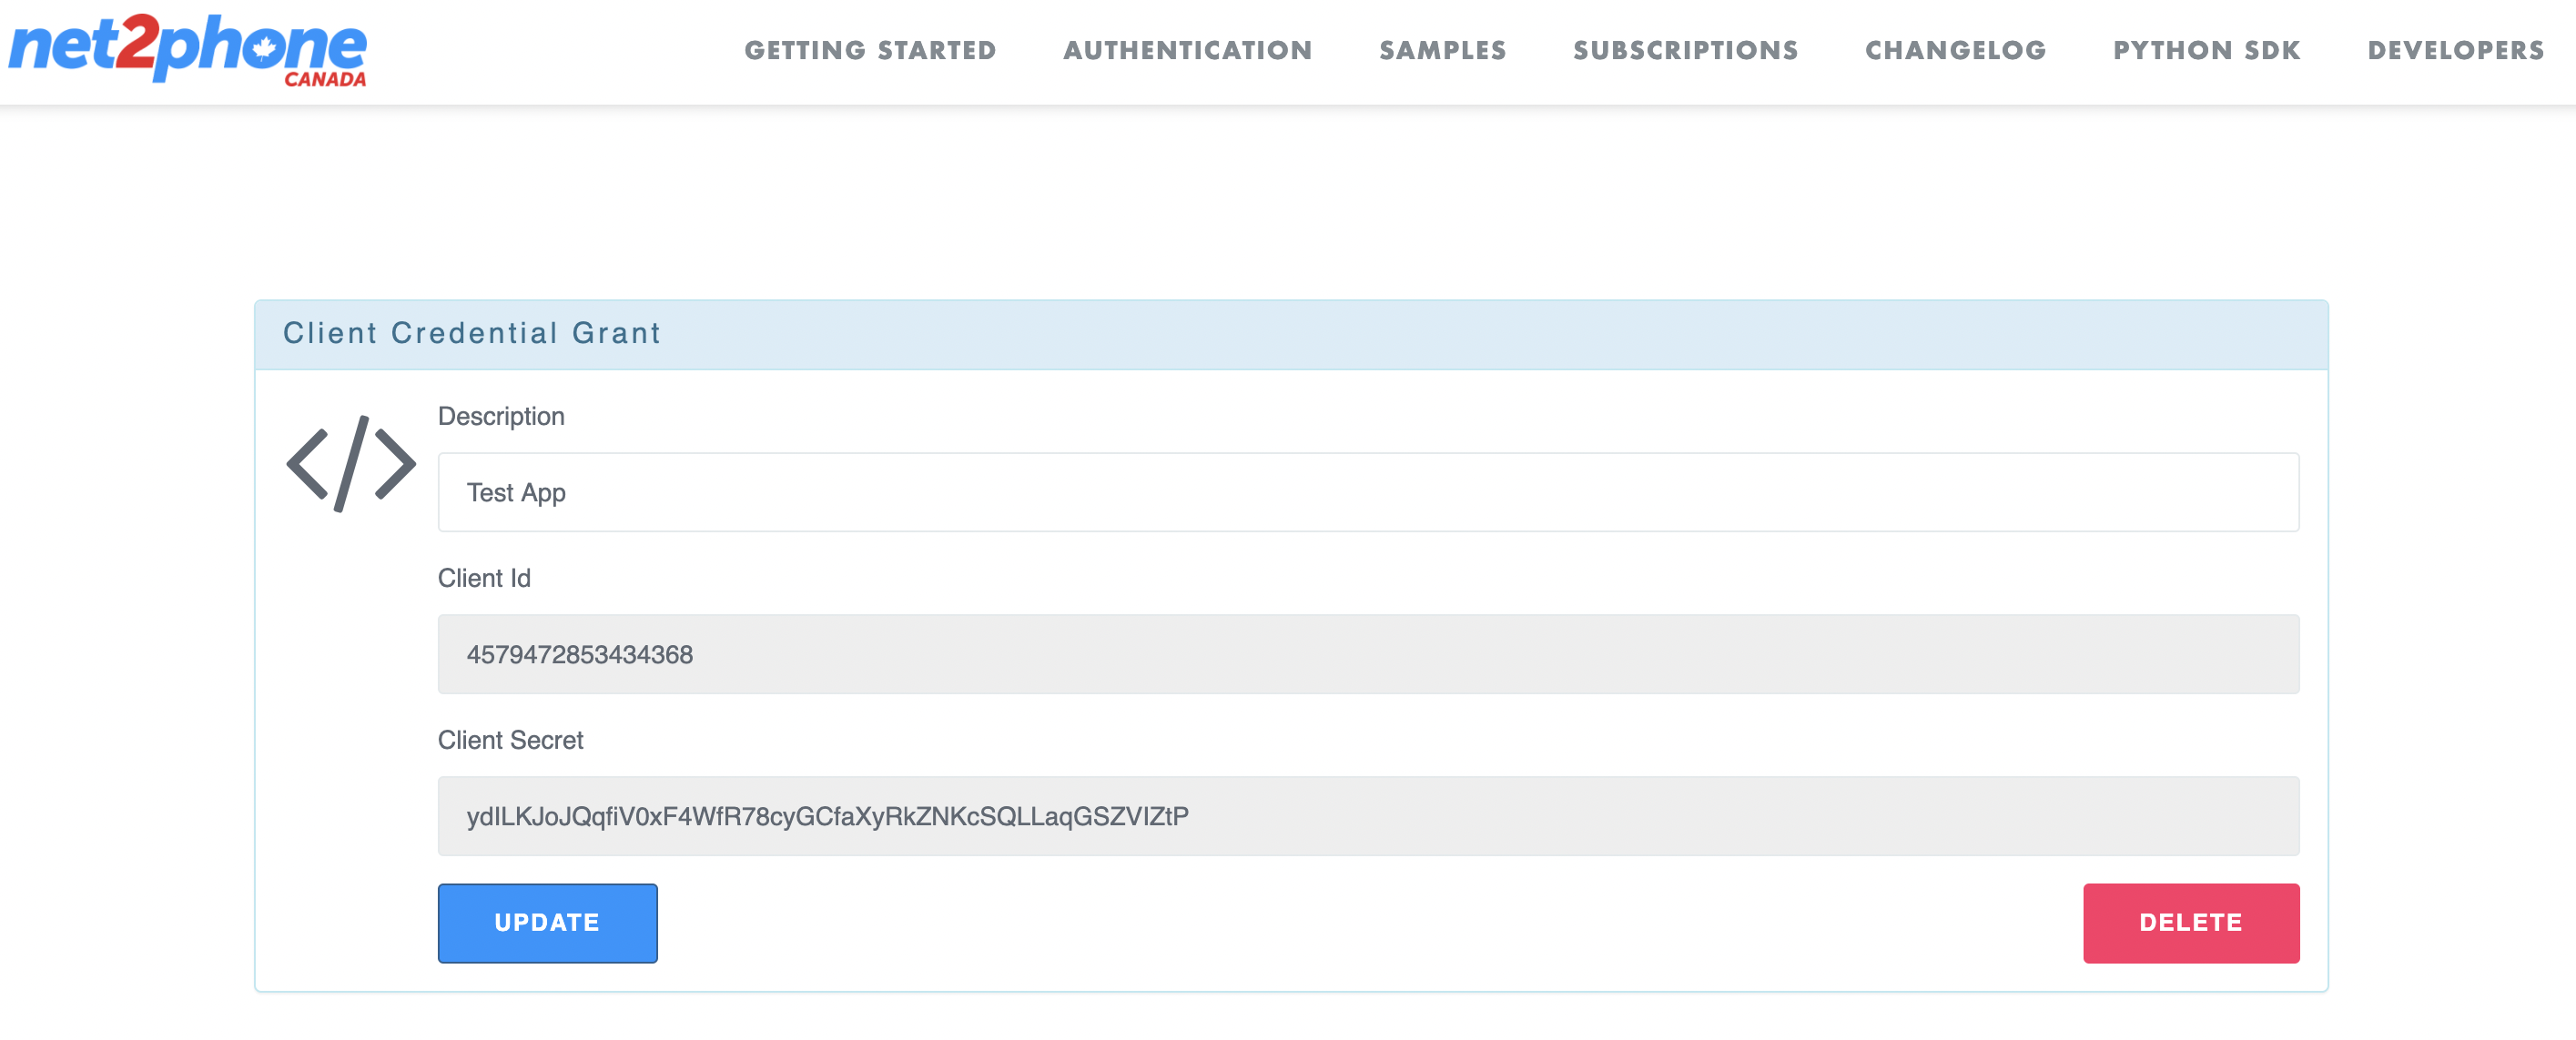 net2phone
CANADA
GETTING STARTED AUTHENTICATION SAMPLES SUBSCRIPTIONS CHANGELOG PYTHON SDK DEVELOPERS
Client Credential Grant
</>
Description
Test App
Client Id
4579472853434368
Client Secret
ydILKJoJQqfiV0xF4WfR78cyGCfaXyRkZNKcSQLLaqGSZVIZtP
UPDATE DELETE